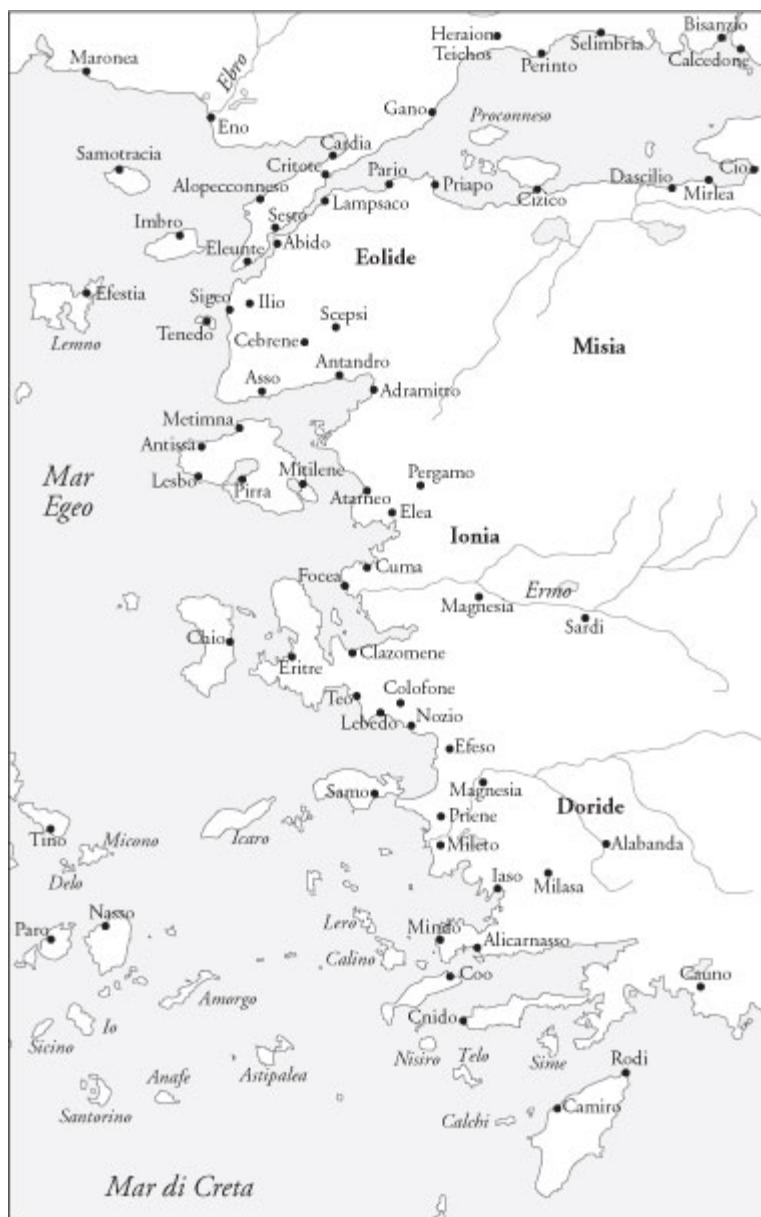 Heraion
Teichos
Selimbria
Bisanzio
Calcedone
Maronea
Ebro
Perinto
Eno
Gano
Proconneso
Samotracia
Cardia
Critote
Pario
Priapo
Cizico
Dascilio
Cio
Mirlea
Alopecconneso
Lampsaco
Imbro
Sesto
Abido
Eleunte
Eolide
Efestia
Lemno
Sigeo
Ilio
Tenedo
Scepsi
Cebrene
Misia
Antandro
Asso
Adramitto
Metimna
Antissa
Mar
Egeo
Lesbo
Pirra
Mitilene
Pergamo
Atarneo
Elea
Ionia
Cuma
Focea
Magnesia
Ermo
Sardi
Chio
Eritre
Clazomene
Teo
Colofone
Lebedo
Nozio
Efeso
Samo
Magnesia
Doride
Icaro
Priene
Tino
Micono
Mileto
Alabanda
Delo
Iaso
Milasa
Nasso
Paro
Lero
Mindo
Alicarnasso
Calino
Coo
Cauno
Amorgo
Io
Sicino
Cnido
Nisiro
Telo
Sime
Rodi
Anafe
Astipalea
Santorino
Calchi
Camiro
Mar di Creta